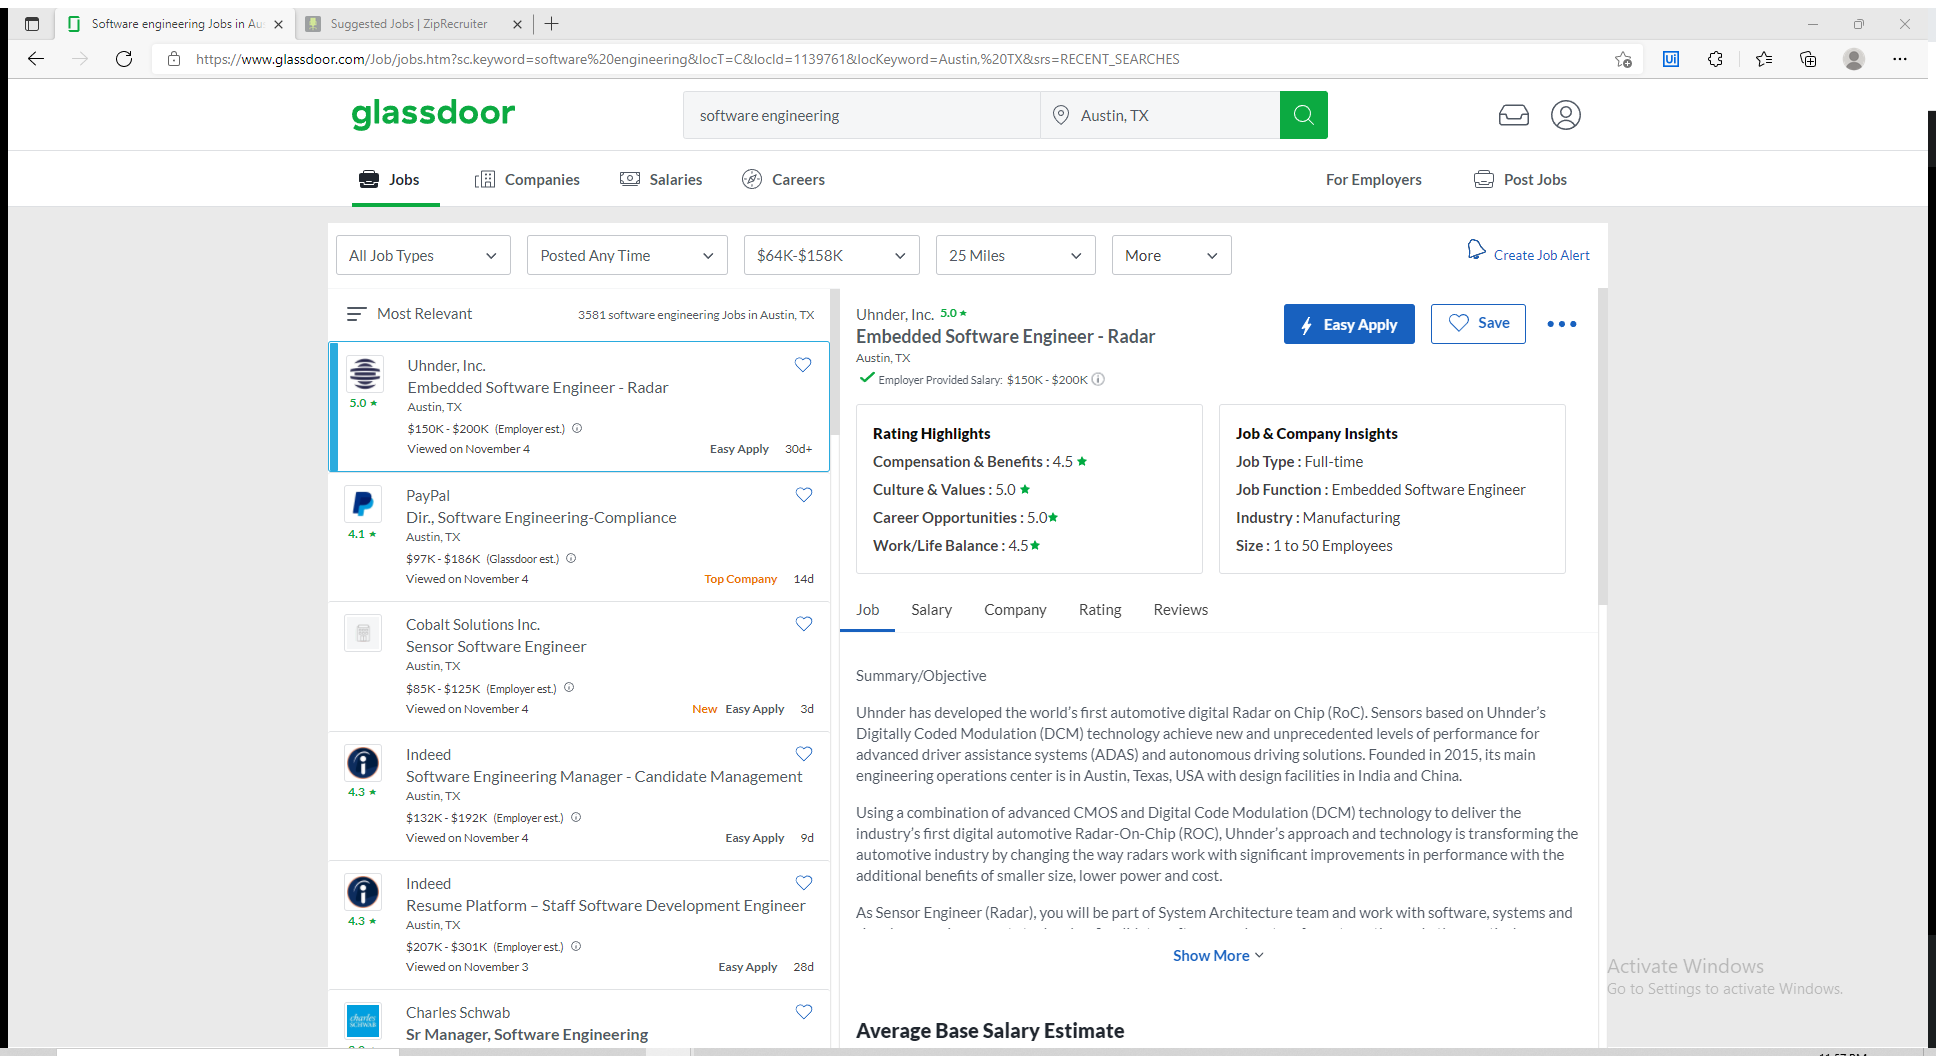 Software engineering Jobs in Au
Suggested Jobs | ZipRecruiter
https://www.glassdoor.com/Job/jobs.htm?sc.keyword=software%20engineering&locT=C&locId=1139761&locKeyword=Austin,%20TX&srs=RECENT_SEARCHES
Ui
glassdoor
software engineering
Austin, TX
Jobs
Companies
Salaries
Careers
For Employers
Post Jobs
All Job Types
Posted Any Time
$64K-$158K
25 Miles
More
Create Job Alert
Most Relevant
3581 software engineering Jobs in Austin, TX
Uhnder, Inc.
Embedded Software Engineer - Radar
5.0 ★
Austin, TX
$150K - $200K (Employer est.)
Viewed on November 4
Easy Apply 30d+
PayPal
Dir., Software Engineering-Compliance
4.1 ★
Austin, TX
$97K - $186K (Glassdoor est.)
Viewed on November 4
Top Company 14d
Cobalt Solutions Inc.
Sensor Software Engineer
Austin, TX
$85K - $125K (Employer est.)
Viewed on November 4
New Easy Apply 3d
Indeed
Software Engineering Manager - Candidate Management
4.3 ★
Austin, TX
$132K - $192K (Employer est.)
Viewed on November 4
Easy Apply 9d
Indeed
Resume Platform – Staff Software Development Engineer
4.3 ★
Austin, TX
$207K - $301K (Employer est.)
Viewed on November 3
Easy Apply 28d
charles
SCHWAB
Charles Schwab
Sr Manager, Software Engineering
Uhnder, Inc. 5.0 ★
Embedded Software Engineer - Radar
Austin, TX
Employer Provided Salary: $150K - $200K
Easy Apply
Save
Rating Highlights
Compensation & Benefits : 4.5 ★
Culture & Values : 5.0 ★
Career Opportunities : 5.0★
Work/Life Balance : 4.5★
Job & Company Insights
Job Type : Full-time
Job Function : Embedded Software Engineer
Industry : Manufacturing
Size : 1 to 50 Employees
Job
Salary
Company
Rating
Reviews
Summary/Objective
Uhnder has developed the world’s first automotive digital Radar on Chip (RoC). Sensors based on Uhnder’s
Digitally Coded Modulation (DCM) technology achieve new and unprecedented levels of performance for
advanced driver assistance systems (ADAS) and autonomous driving solutions. Founded in 2015, its main
engineering operations center is in Austin, Texas, USA with design facilities in India and China.
Using a combination of advanced CMOS and Digital Code Modulation (DCM) technology to deliver the
industry’s first digital automotive Radar-On-Chip (ROC), Uhnder’s approach and technology is transforming the
automotive industry by changing the way radars work with significant improvements in performance with the
additional benefits of smaller size, lower power and cost.
As Sensor Engineer (Radar), you will be part of System Architecture team and work with software, systems and
Show More
Average Base Salary Estimate
Activate Windows
Go to Settings to activate Windows.